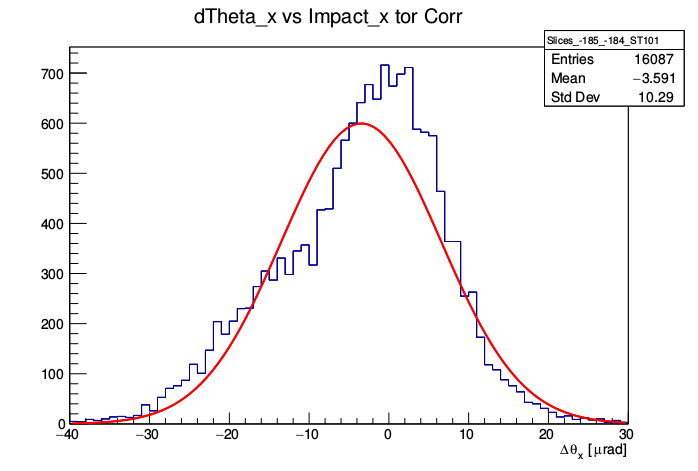 dTheta_x vs Impact_x tor Corr
Slices_-185_-184_ST101
Entries 16087
Mean −3.591
Std Dev 10.29
700
600
500
400
300
200
100
0
−40 −30 −20 −10 0 10 20 30
Δθx [μrad]